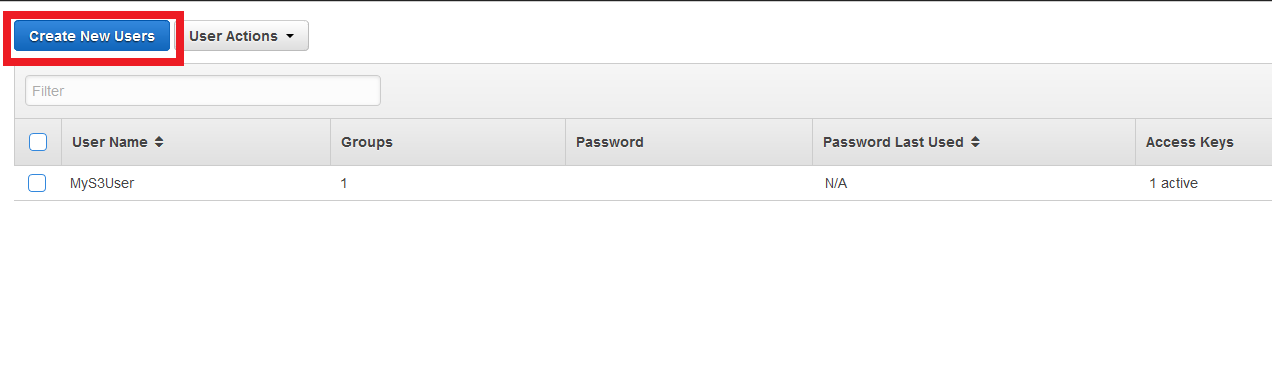 Create New Users User Actions
Filter
User Name Groups Password Password Last Used Access Keys
MyS3User 1 N/A 1 active